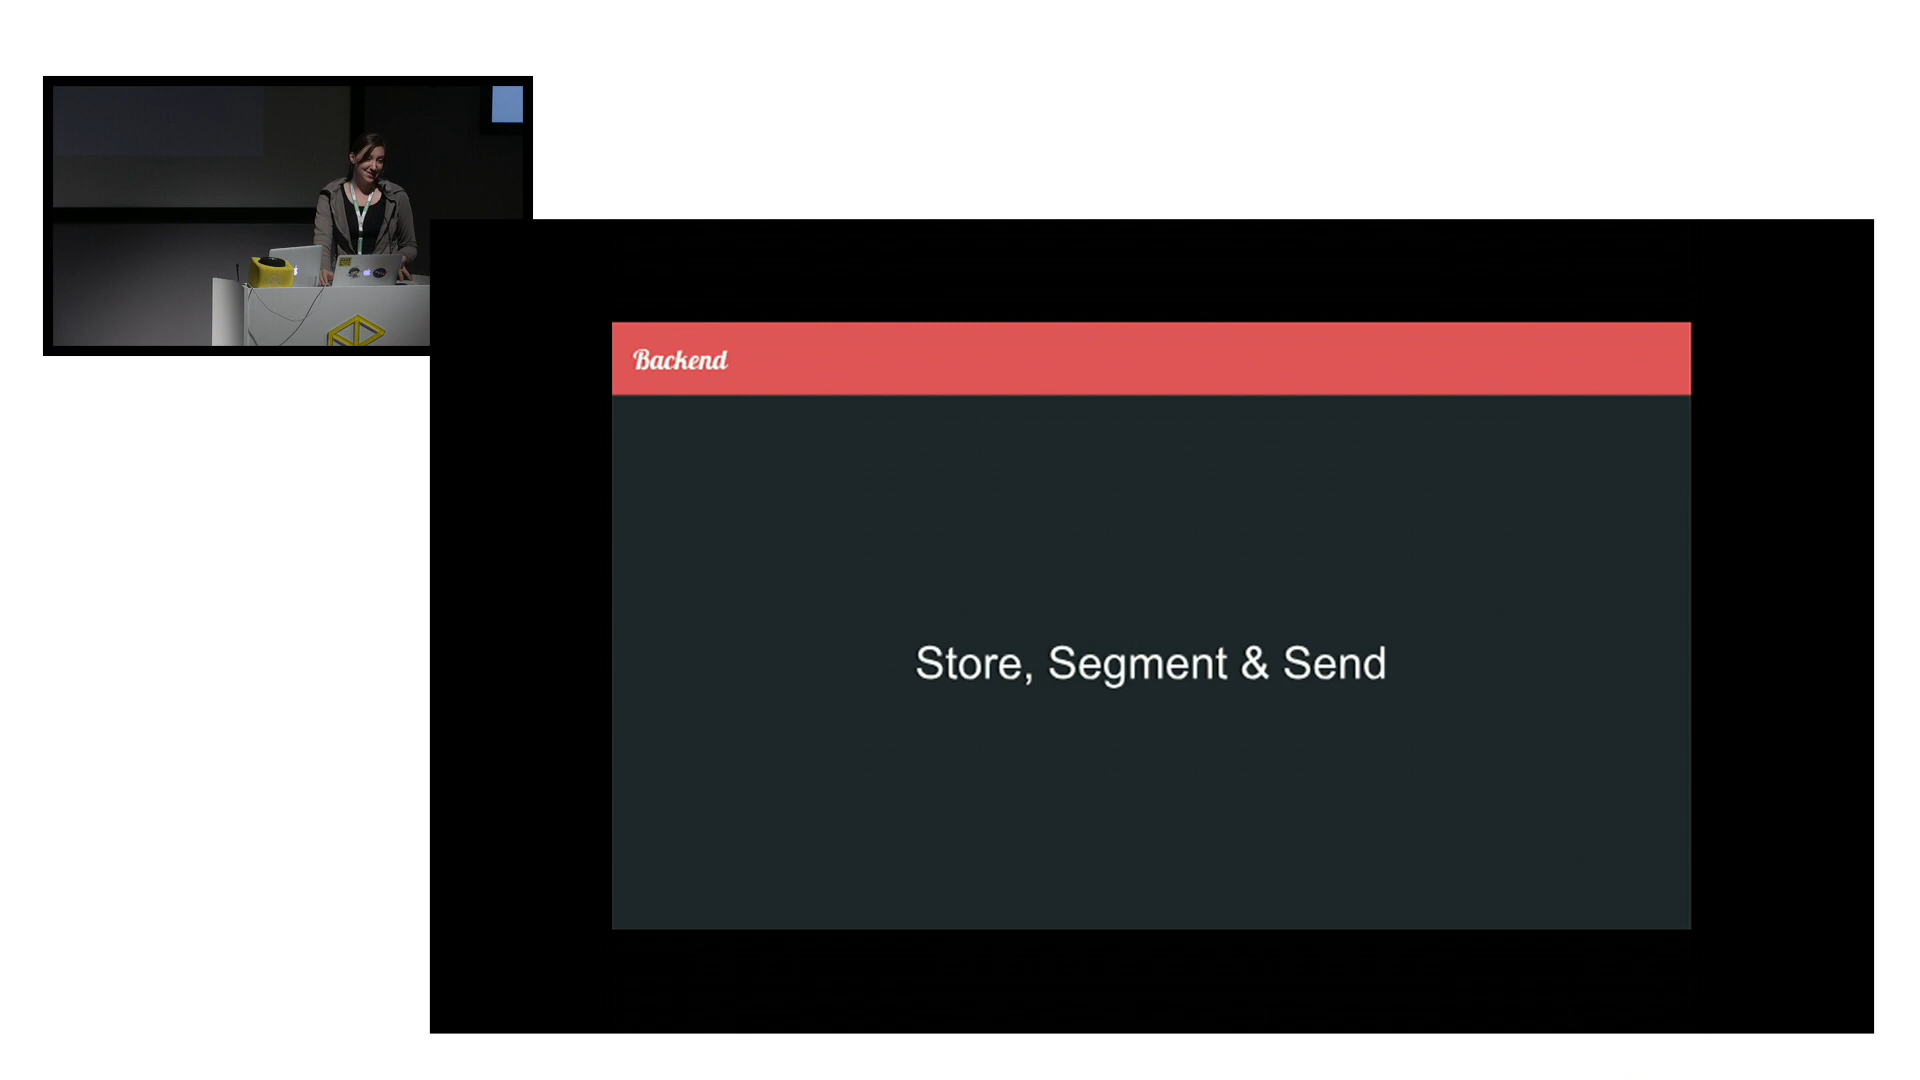 Backend
Store, Segment & Send